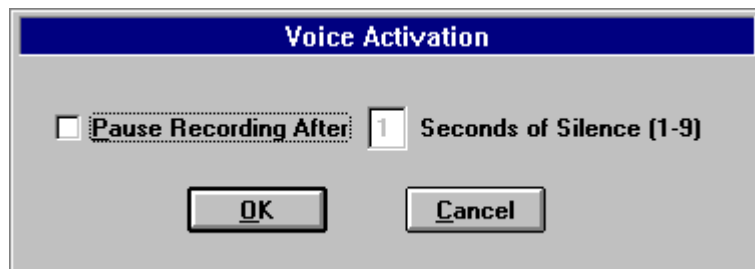 Voice Activation
Pause Recording After 1 Seconds of Silence (1-9)
OK Cancel